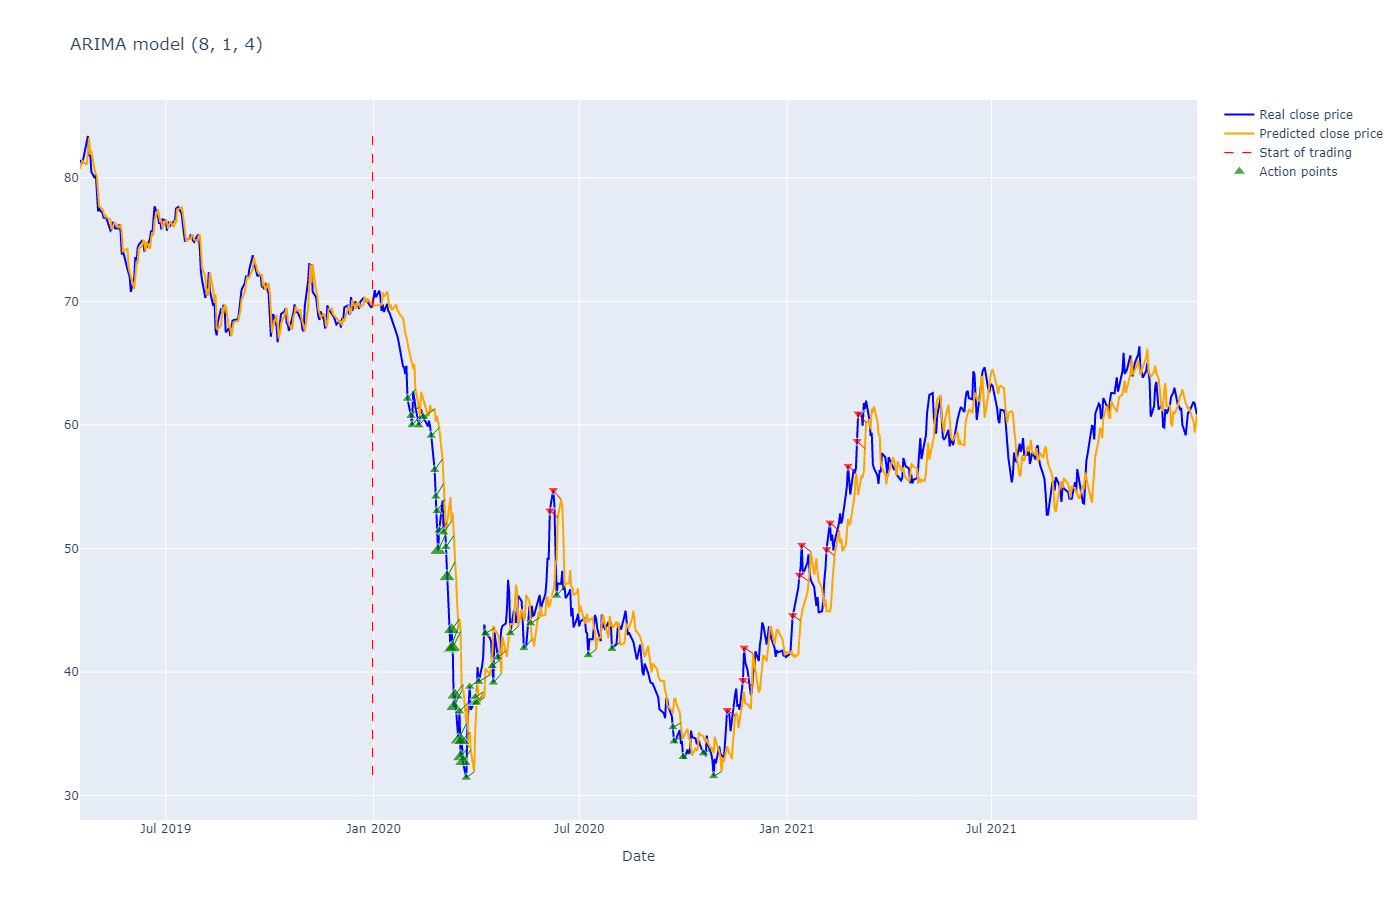 ARIMA model (8, 1, 4)
Real close price
Predicted close price
Start of trading
Action points
80
70
60
50
40
30
Jul 2019
Jan 2020
Jul 2020
Jan 2021
Jul 2021
Date